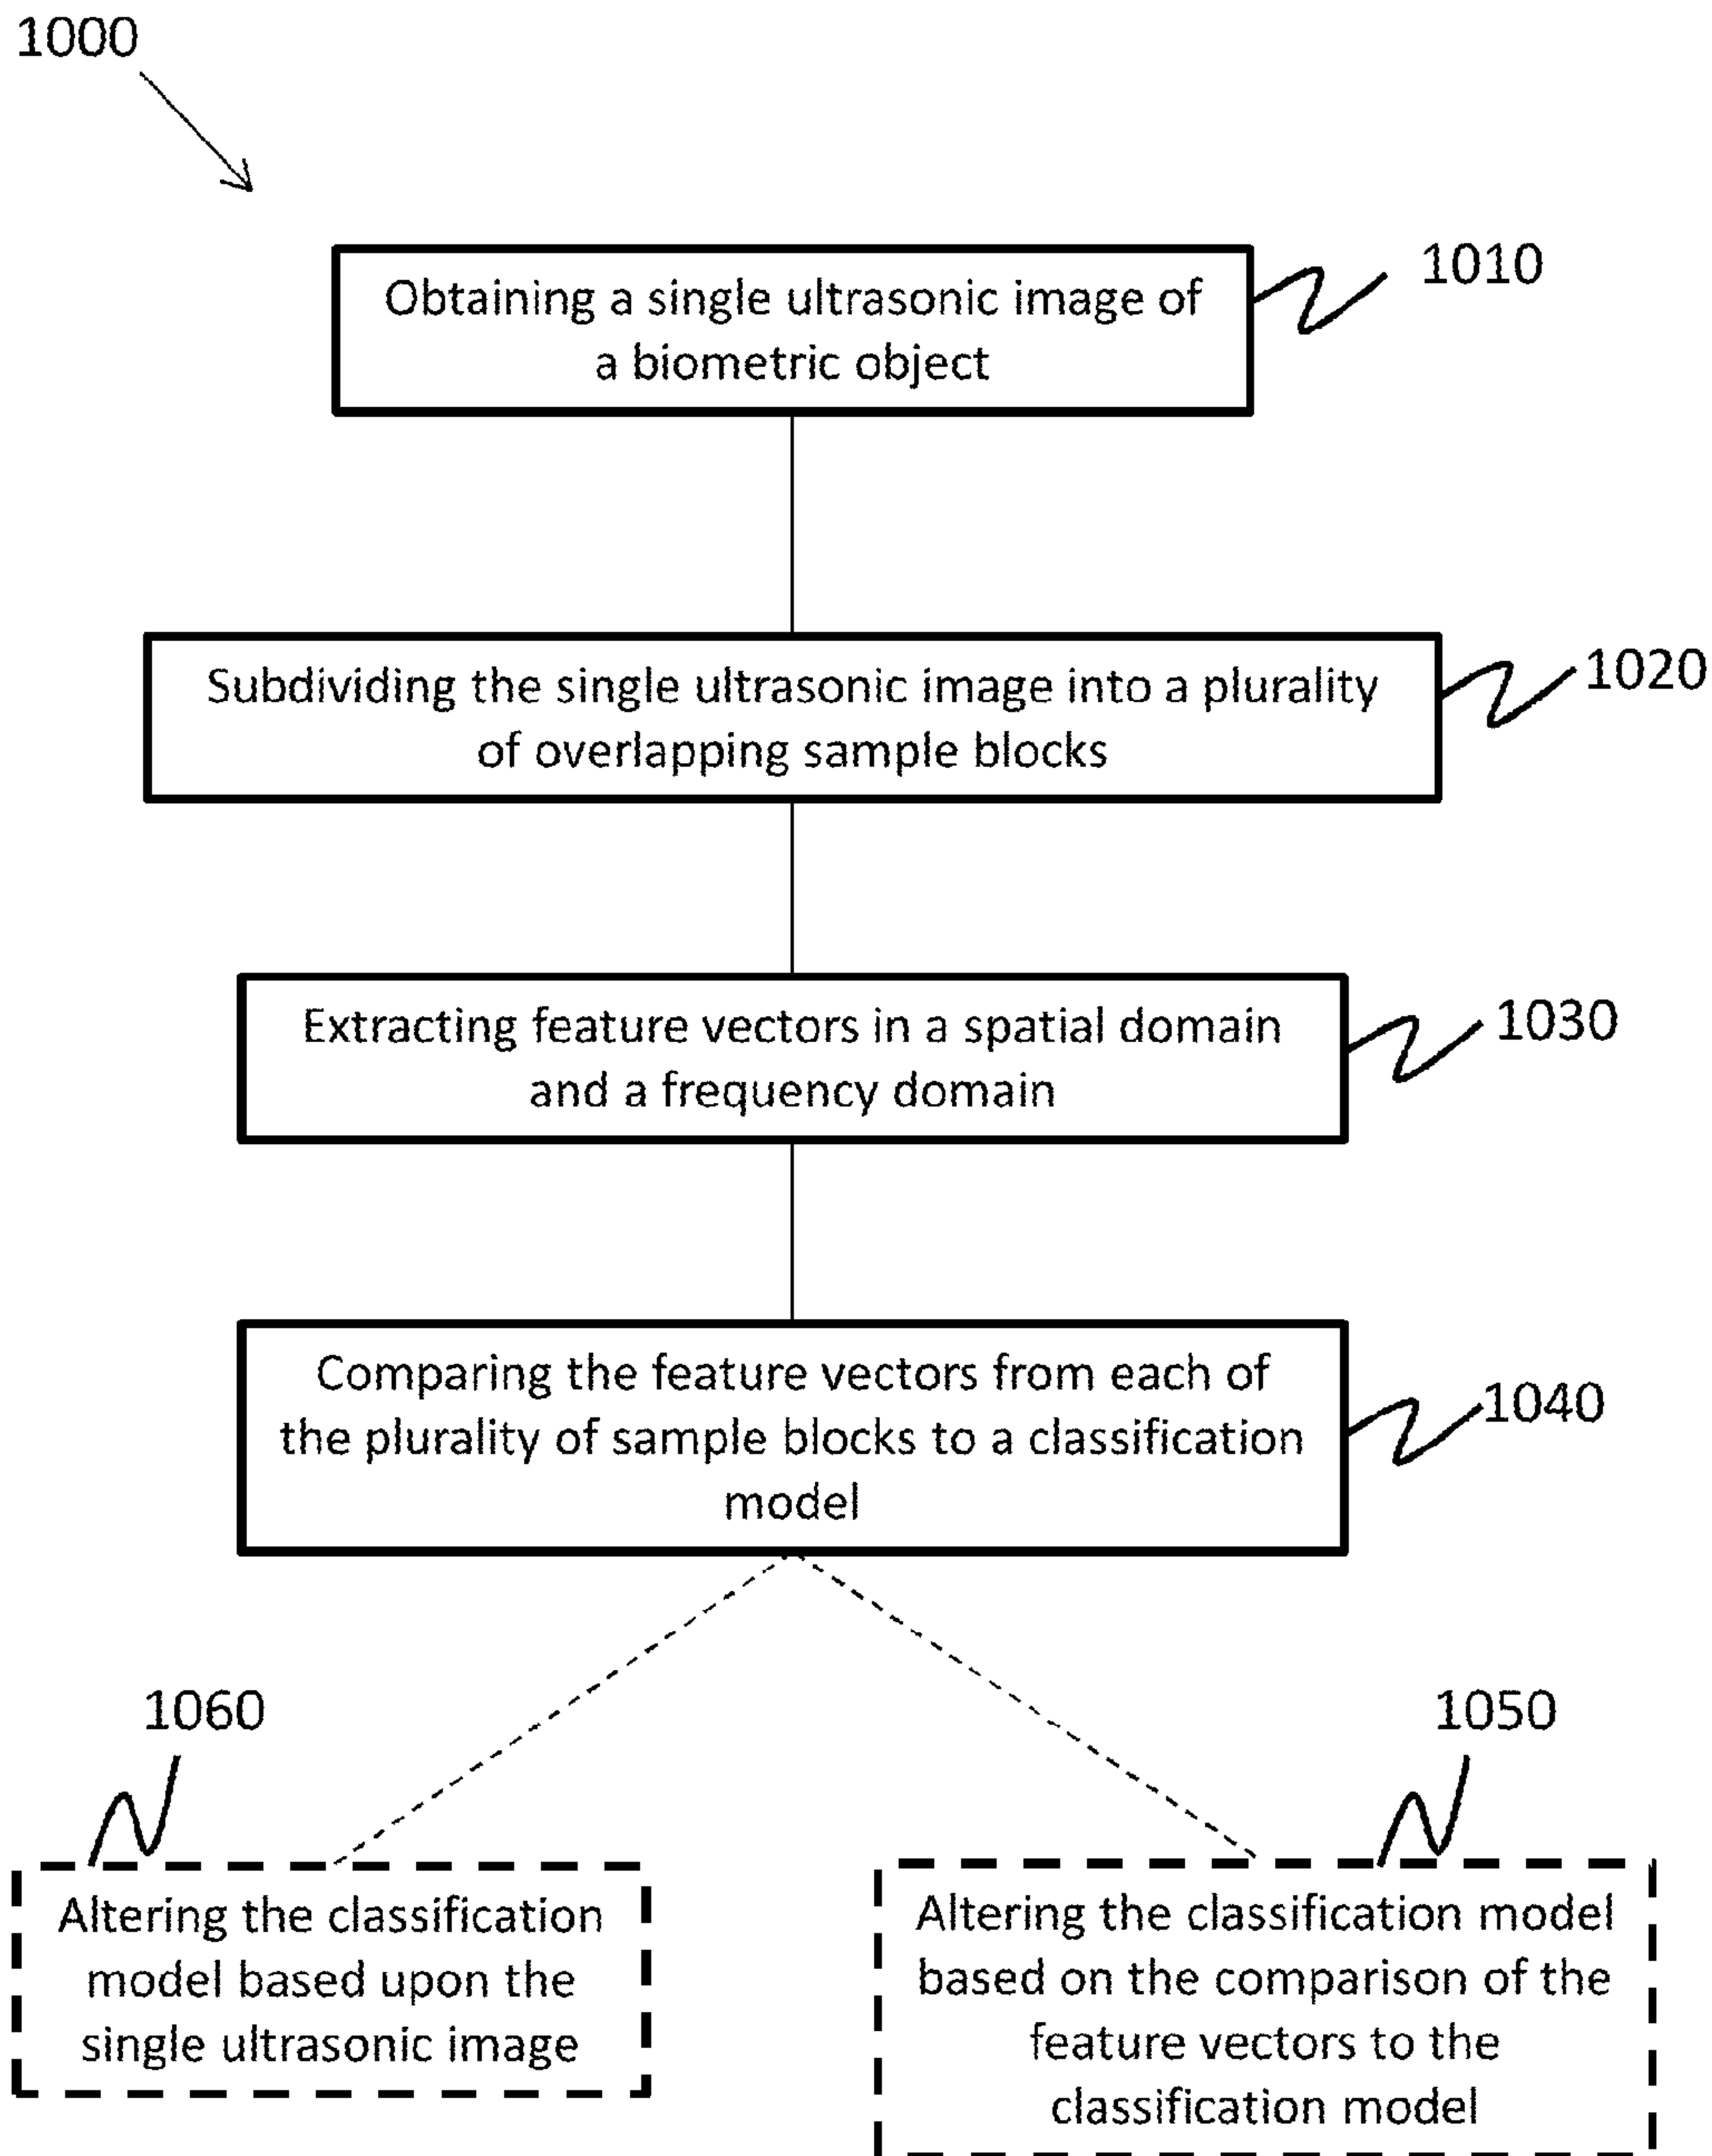 1000
Obtaining a single ultrasonic image of
a biometric object
1010
Subdividing the single ultrasonic image into a plurality
of overlapping sample blocks
1020
Extracting feature vectors in a spatial domain
and a frequency domain
1030
Comparing the feature vectors from each of
the plurality of sample blocks to a classification
model
1040
1060
Altering the classification
model based upon the
single ultrasonic image
1050
Altering the classification model
based on the comparison of the
feature vectors to the
classification model